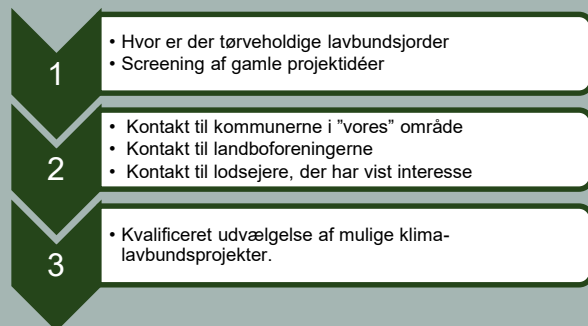 1
• Hvor er der tørveholdige lavbundsjorder
• Screening af gamle projektidéer
2
• Kontakt til kommunerne i ”vores” område
• Kontakt til landboforeningerne
• Kontakt til lodsejere, der har vist interesse
3
• Kvalificeret udvælgelse af mulige klima-
lavbundsprojekter.